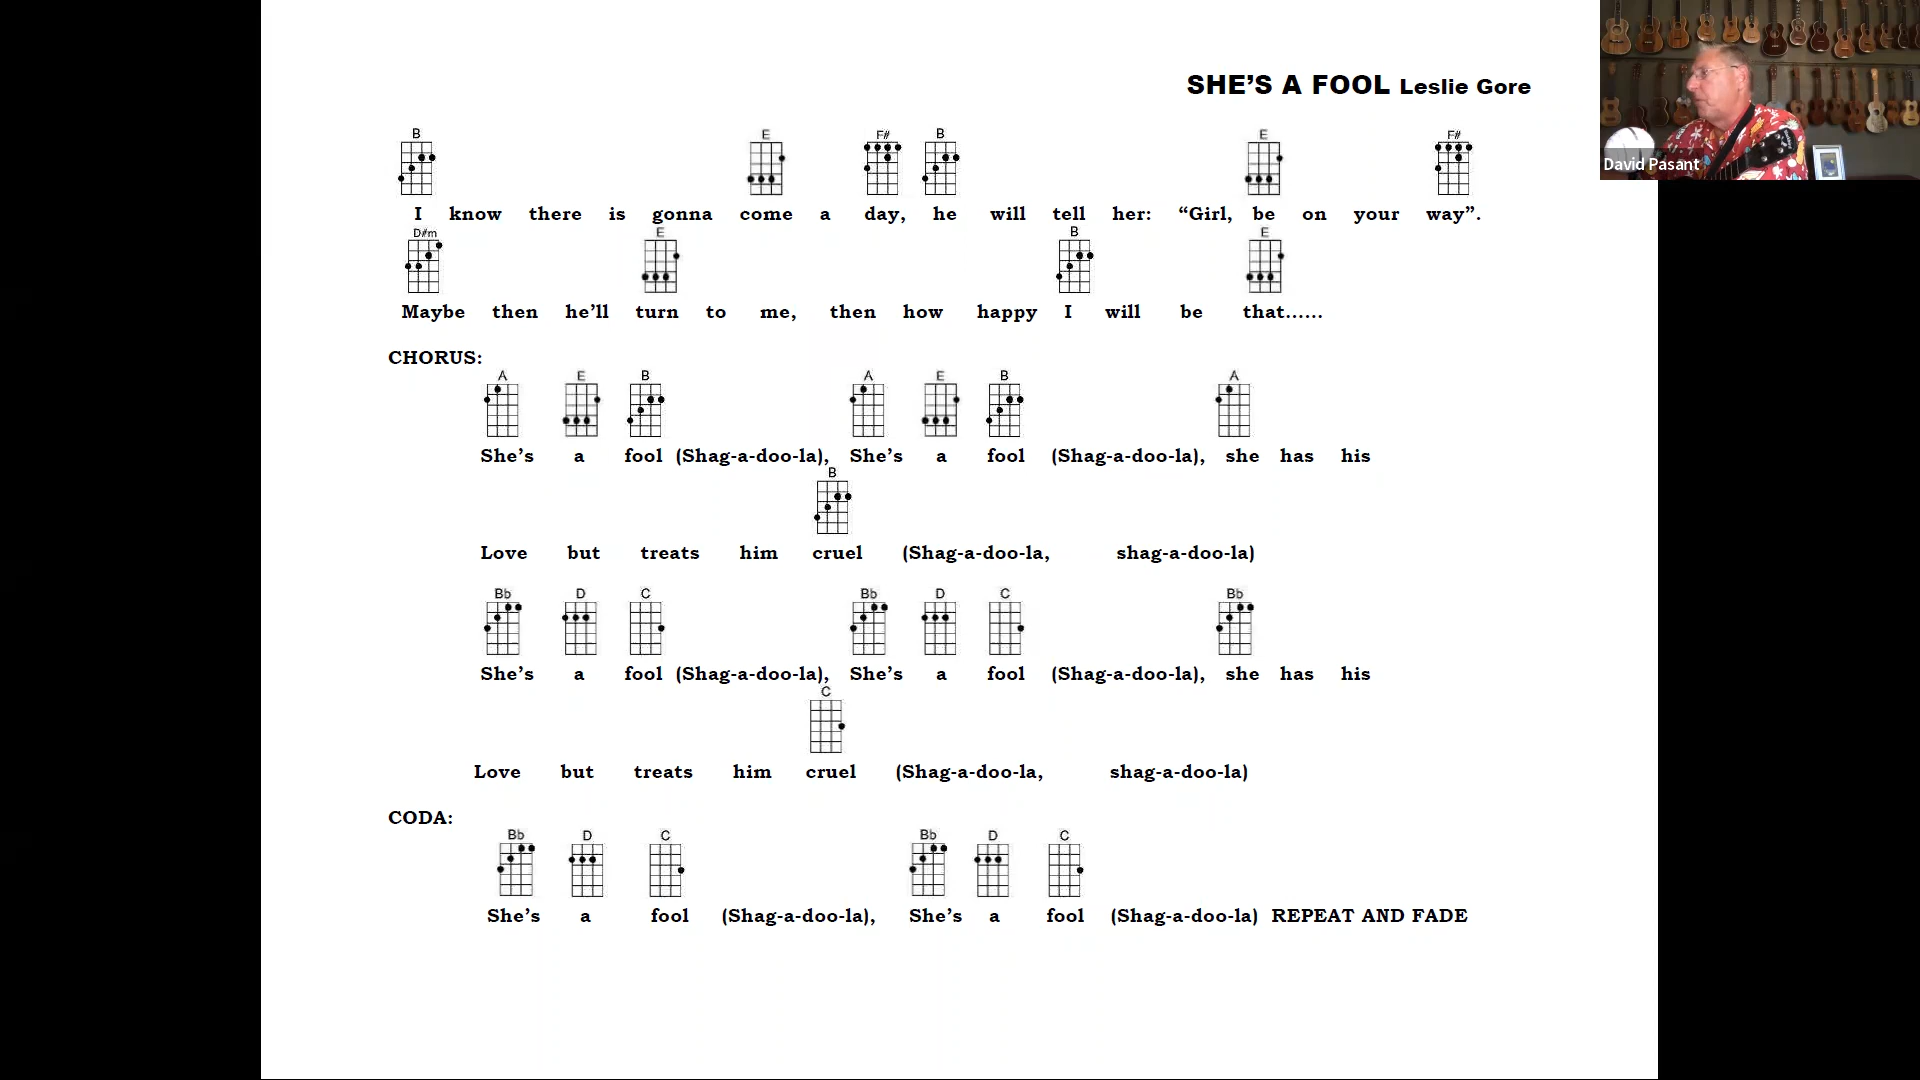 SHE'S A FOOL Leslie Gore
B E F# B E F#
I know there is gonna come a day, he will tell her: “Girl, be on your way”.
D#m E B E
Maybe then he’ll turn to me, then how happy I will be that……
CHORUS:
A E B A E B A
She’s a fool (Shag-a-doo-la), She’s a fool (Shag-a-doo-la), she has his
B
Love but treats him cruel (Shag-a-doo-la, shag-a-doo-la)
Bb D C Bb D C Bb
She’s a fool (Shag-a-doo-la), She’s a fool (Shag-a-doo-la), she has his
C
Love but treats him cruel (Shag-a-doo-la, shag-a-doo-la)
CODA:
Bb D C Bb D C
She’s a fool (Shag-a-doo-la), She’s a fool (Shag-a-doo-la) REPEAT AND FADE
David Pasant